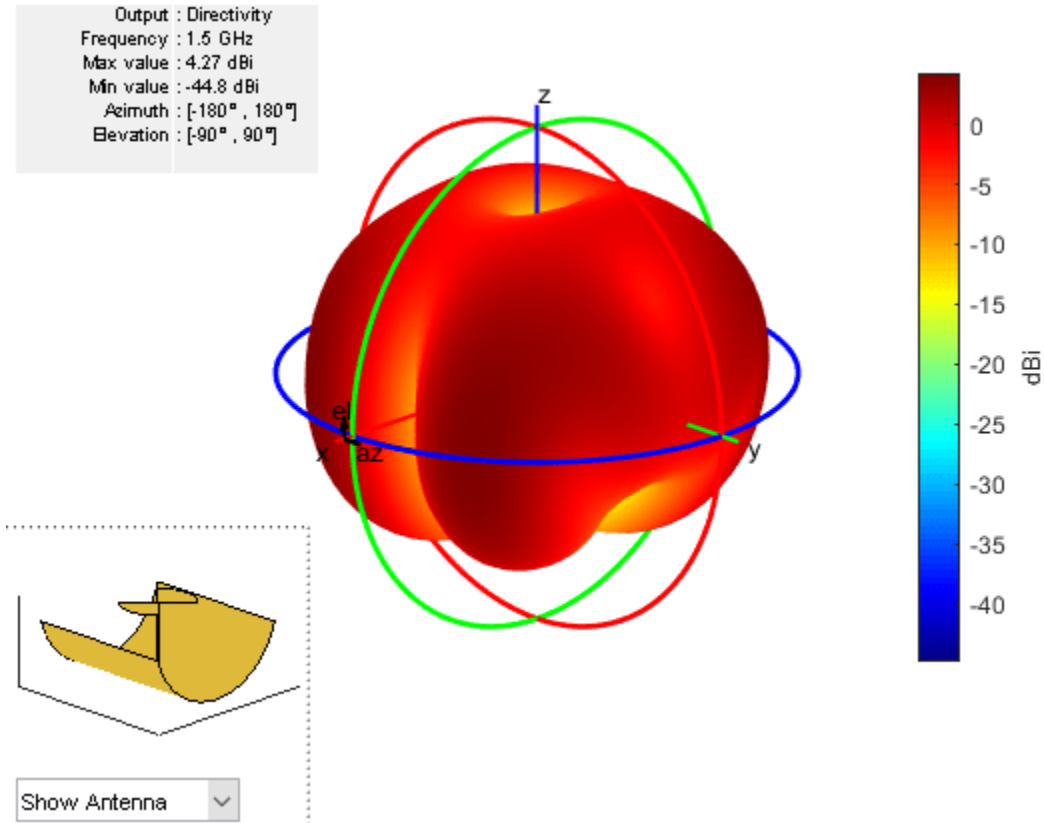 Output : Directivity
Frequency : 1.5 GHz
Max value : 4.27 dBi
Min value : -44.8 dBi
Azimuth : [-180° , 180°]
Elevation : [-90° , 90°]
z
el
x
az
y
0
-5
-10
-15
-20
-25
-30
-35
-40
dBi
Show Antenna